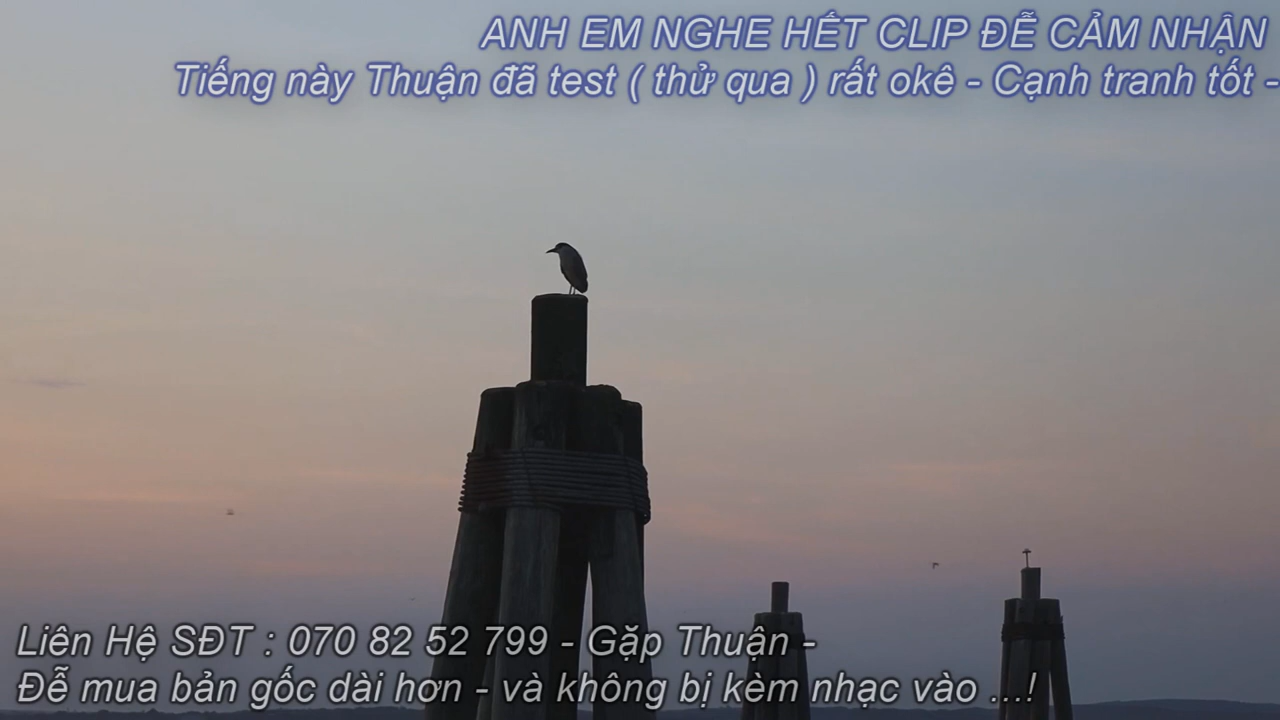 ANH EM NGHE HẾT CLIP ĐỄ CẢM NHẬN
Tiếng này Thuận đã test ( thử qua ) rất okê - Cạnh tranh tốt -
Liên Hệ SĐT : 070 82 52 799 - Gặp Thuận -
Đễ mua bản gốc dài hơn - và không bị kèm nhạc vào ...!